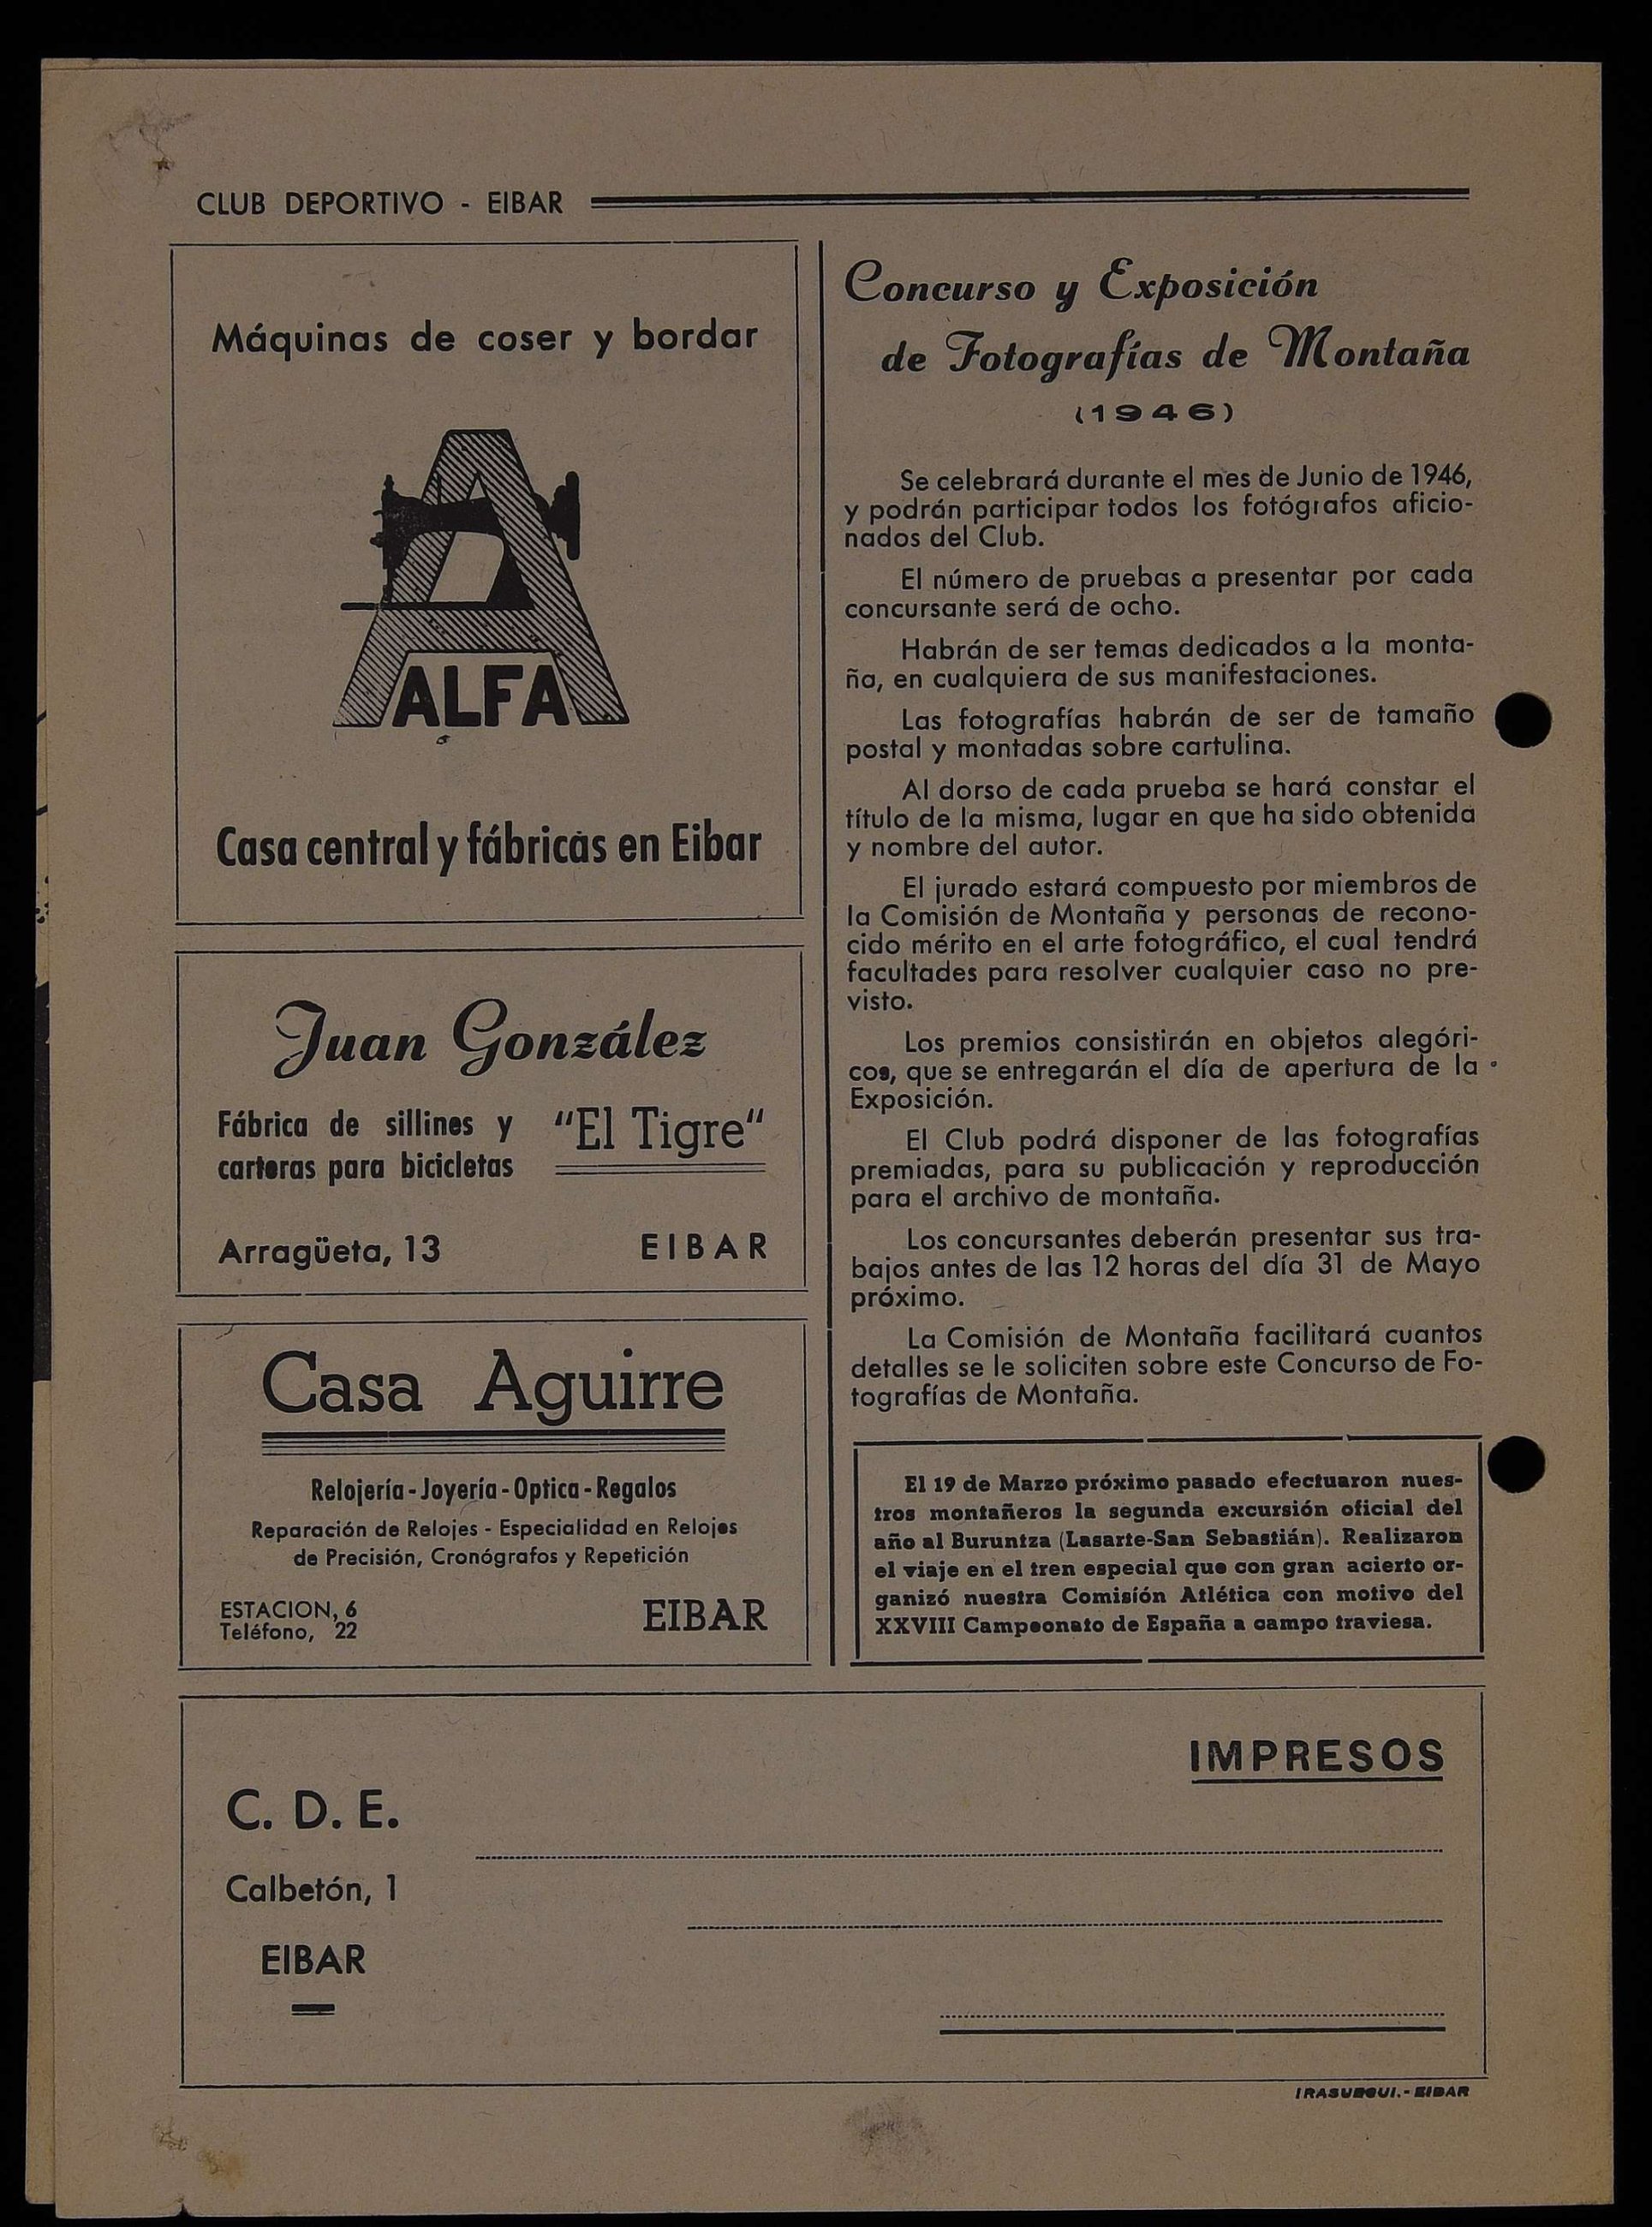 CLUB DEPORTIVO - EIBAR
Máquinas de coser y bordar
ALFA
Casa central y fábricas en Eibar
Juan González
Fábrica de sillines y
carteras para bicicletas
"El Tigre"
Arragüeta, 13
EIBAR
Casa Aguirre
Relojería - Joyería - Optica - Regalos
Reparación de Relojes - Especialidad en Relojes
de Precisión, Cronógrafos y Repetición
ESTACION, 6
Teléfono, 22
EIBAR
Concurso y Exposición
de Fotografías de Montaña
(1946)
Se celebrará durante el mes de Junio de 1946,
y podrán participar todos los fotógrafos aficio-
nados del Club.
El número de pruebas a presentar por cada
concursante será de ocho.
Habrán de ser temas dedicados a la monta-
ña, en cualquiera de sus manifestaciones.
Las fotografías habrán de ser de tamaño
postal y montadas sobre cartulina.
Al dorso de cada prueba se hará constar el
título de la misma, lugar en que ha sido obtenida
y nombre del autor.
El jurado estará compuesto por miembros de
la Comisión de Montaña y personas de recono-
cido mérito en el arte fotográfico, el cual tendrá
facultades para resolver cualquier caso no pre-
visto.
Los premios consistirán en objetos alegóri-
cos, que se entregarán el día de apertura de la
Exposición.
El Club podrá disponer de las fotografías
premiadas, para su publicación y reproducción
para el archivo de montaña.
Los concursantes deberán presentar sus tra-
bajos antes de las 12 horas del día 31 de Mayo
próximo.
La Comisión de Montaña facilitará cuantos
detalles se le soliciten sobre este Concurso de Fo-
tografías de Montaña.
El 19 de Marzo próximo pasado efectuaron nues-
tros montañeros la segunda excursión oficial del
año al Buruntza (Lasarte-San Sebastián). Realizaron
el viaje en el tren especial que con gran acierto or-
ganizó nuestra Comisíón Atlética con motivo del
XXVIII Campeonato de España a campo traviesa.
IMPRESOS
C. D. E.
Calbetón, 1
EIBAR
IRASUEGUI.- EIBAR